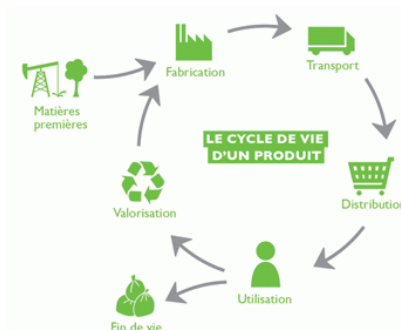 Fabrication
Transport
Matières
premières
LE CYCLE DE VIE
D'UN PRODUIT
Valorisation
Distribution
Utilisation
Fin de vie